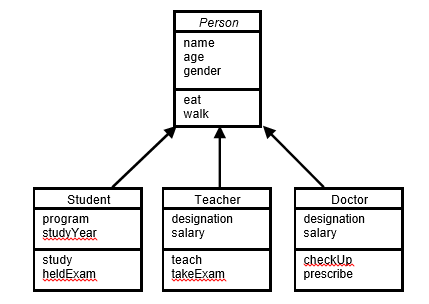 Person
name
age
gender
eat
walk
Student
program
studyYear
study
heldExam
Teacher
designation
salary
teach
takeExam
Doctor
designation
salary
checkUp
prescribe